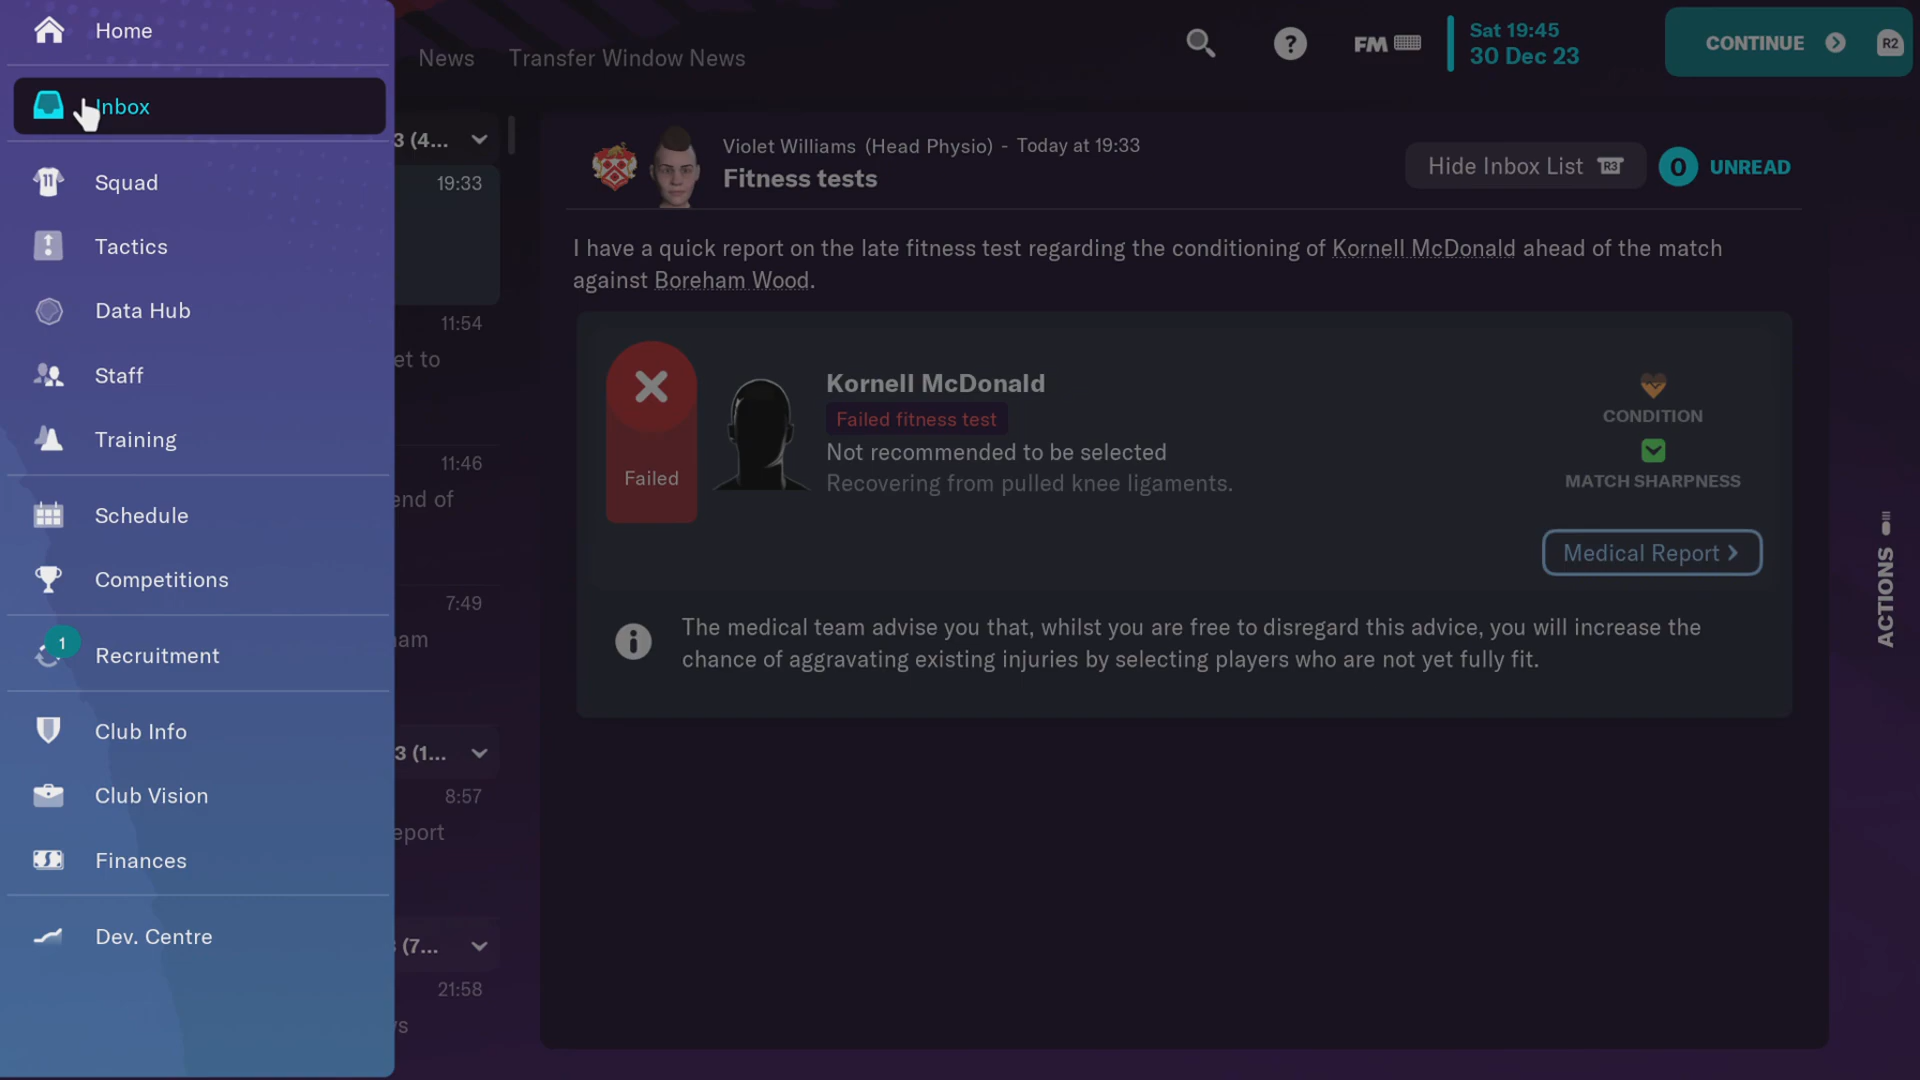 Home
Inbox
Squad
Tactics
Data Hub
Staff
Training
Schedule
Competitions
1
Recruitment
Club Info
Club Vision
Finances
Dev. Centre
News
Transfer Window News
?
FM
Sat 19:45
30 Dec 23
CONTINUE
R2
3 (4...
19:33
11:54
et to
11:46
end of
7:49
am
3 (1...
8:57
eport
(7...
21:58
Violet Williams (Head Physio) - Today at 19:33
Fitness tests
Hide Inbox List R3
0 UNREAD
I have a quick report on the late fitness test regarding the conditioning of Kornell McDonald ahead of the match
against Boreham Wood.
Failed
Kornell McDonald
Failed fitness test
Not recommended to be selected
Recovering from pulled knee ligaments.
CONDITION
MATCH SHARPNESS
Medical Report
The medical team advise you that, whilst you are free to disregard this advice, you will increase the
chance of aggravating existing injuries by selecting players who are not yet fully fit.
ACTIONS